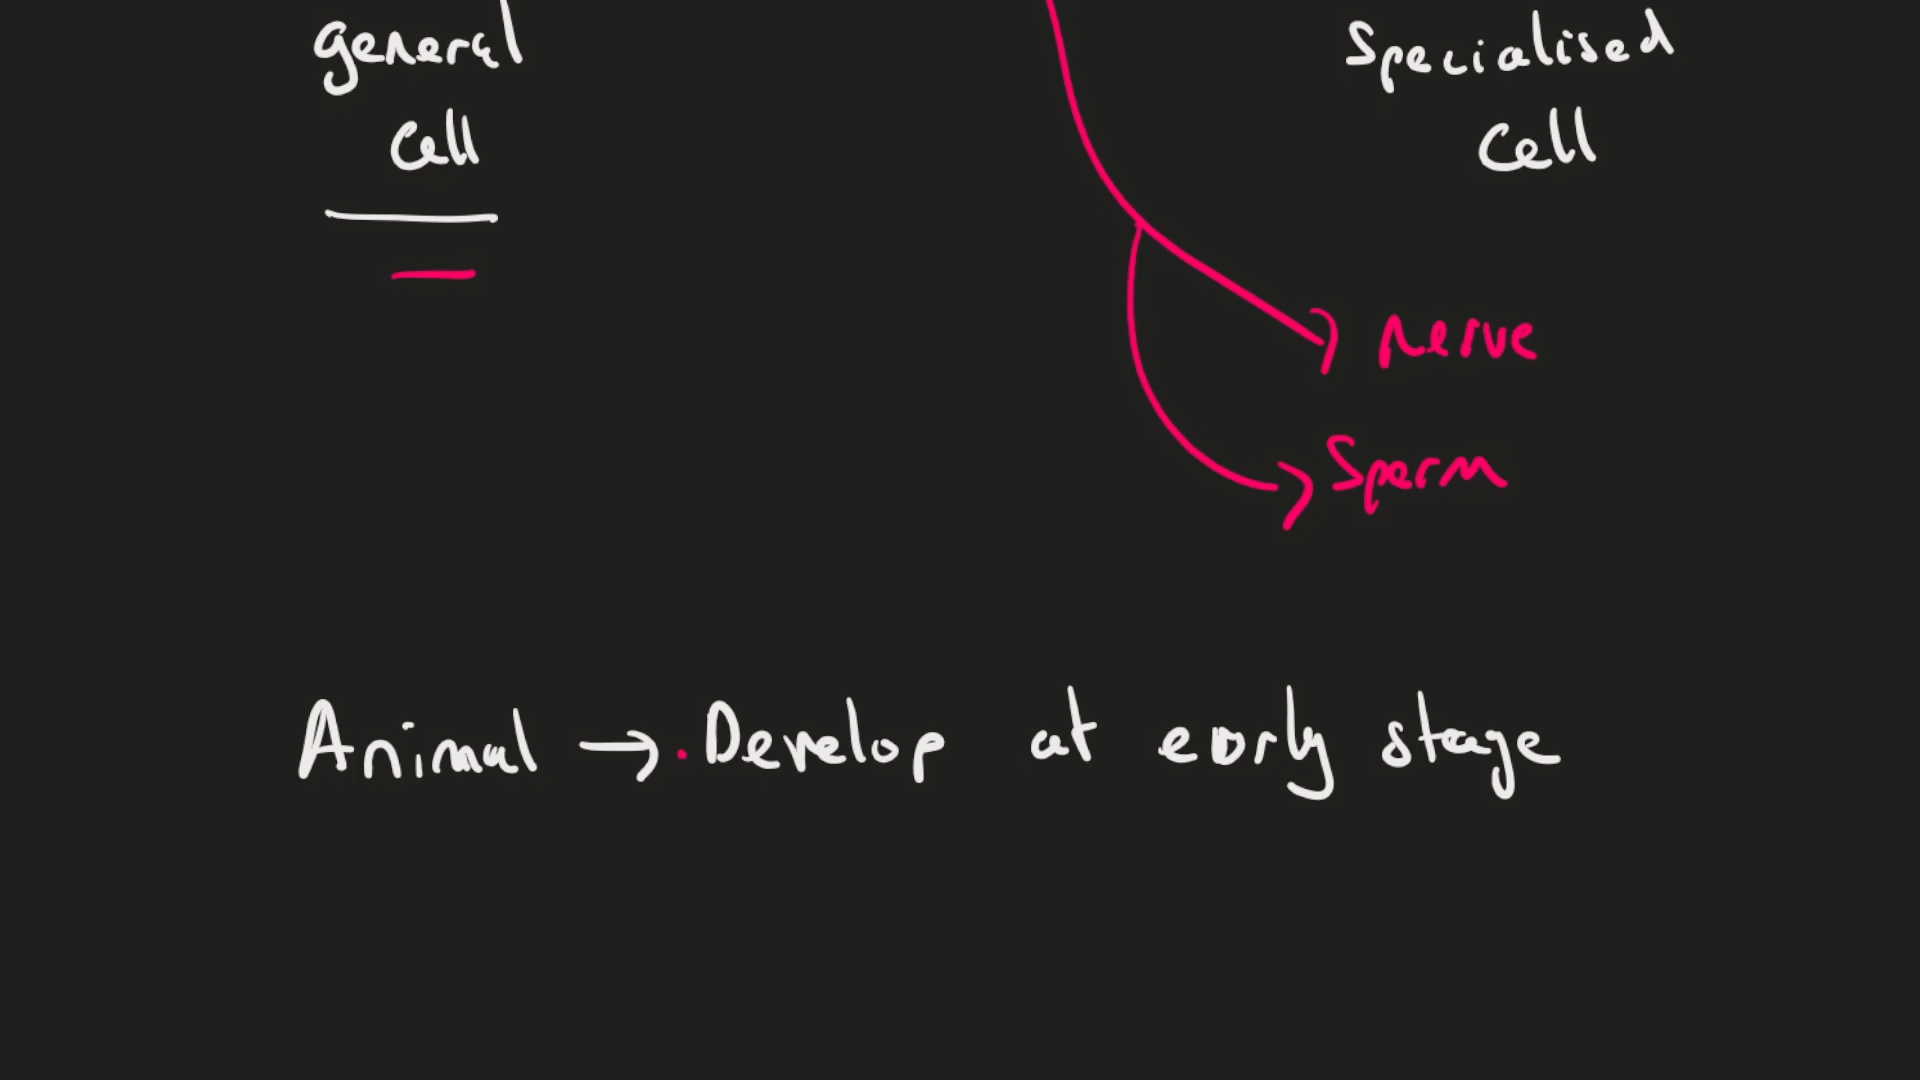 general
Cell
Specialised
Cell
nerve
Sperm
Animal → Develop at early stage